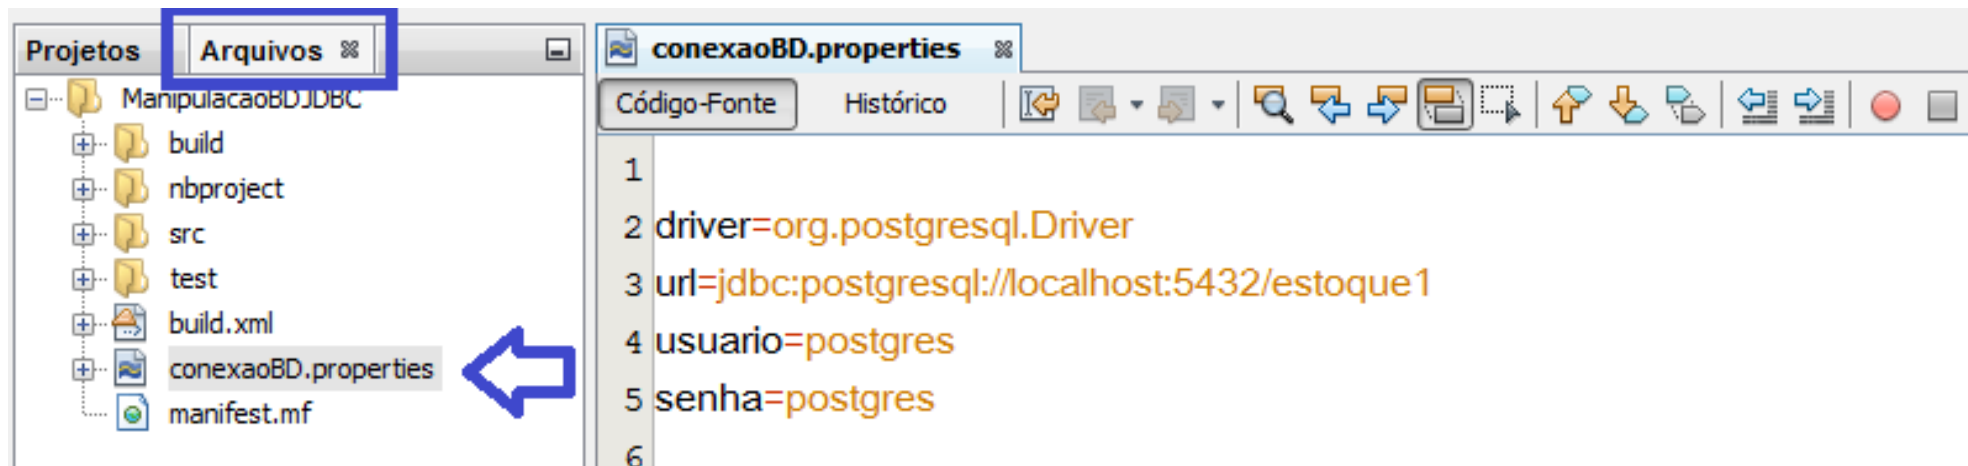 Projetos
Arquivos
ManipulacaoBDJDBC
build
nbproject
src
test
build.xml
conexaoBD.properties
manifest.mf
conexaoBD.properties
Código-Fonte Histórico
1
2 driver=org.postgresql.Driver
3 url=jdbc:postgresql://localhost:5432/estoque1
4 usuario=postgres
5 senha=postgres
6